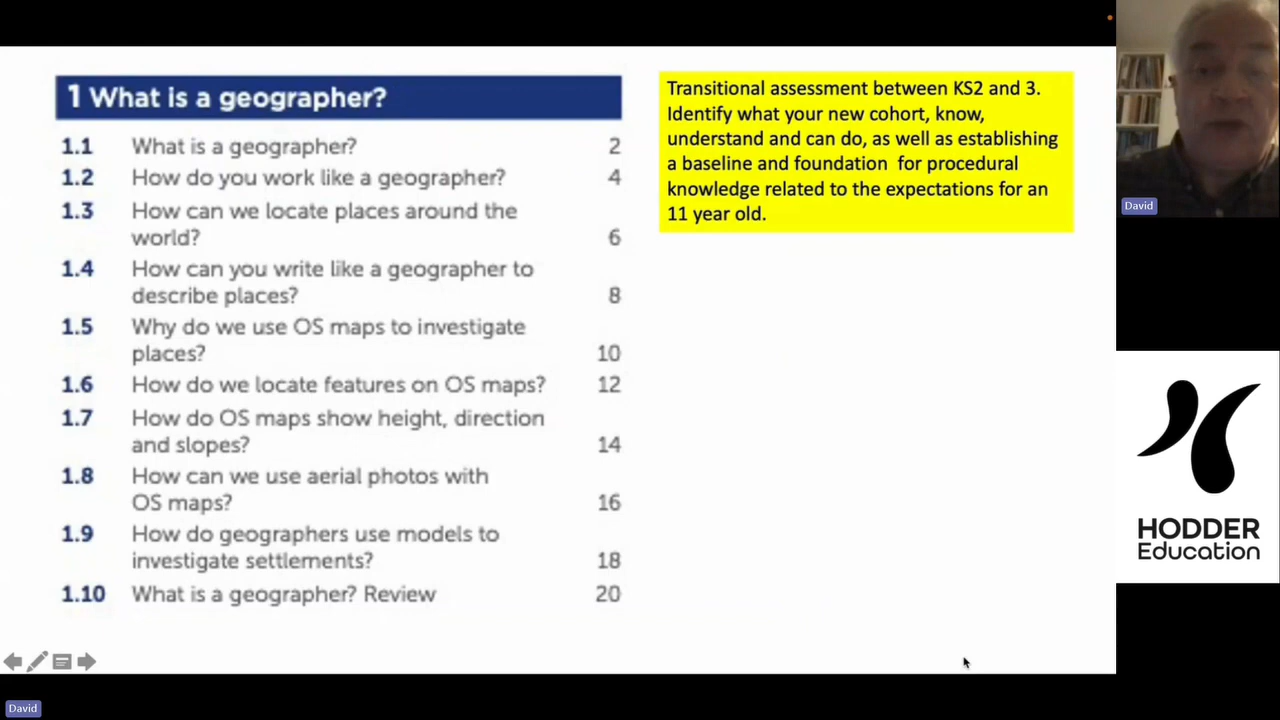 1 What is a geographer?
1.1 What is a geographer? 2
1.2 How do you work like a geographer? 4
1.3 How can we locate places around the
world? 6
1.4 How can you write like a geographer to
describe places? 8
1.5 Why do we use OS maps to investigate
places? 10
1.6 How do we locate features on OS maps? 12
1.7 How do OS maps show height, direction
and slopes? 14
1.8 How can we use aerial photos with
OS maps? 16
1.9 How do geographers use models to
investigate settlements? 18
1.10 What is a geographer? Review 20
Transitional assessment between KS2 and 3.
Identify what your new cohort, know,
understand and can do, as well as establishing
a baseline and foundation for procedural
knowledge related to the expectations for an
11 year old.
David
HODDER
Education
David